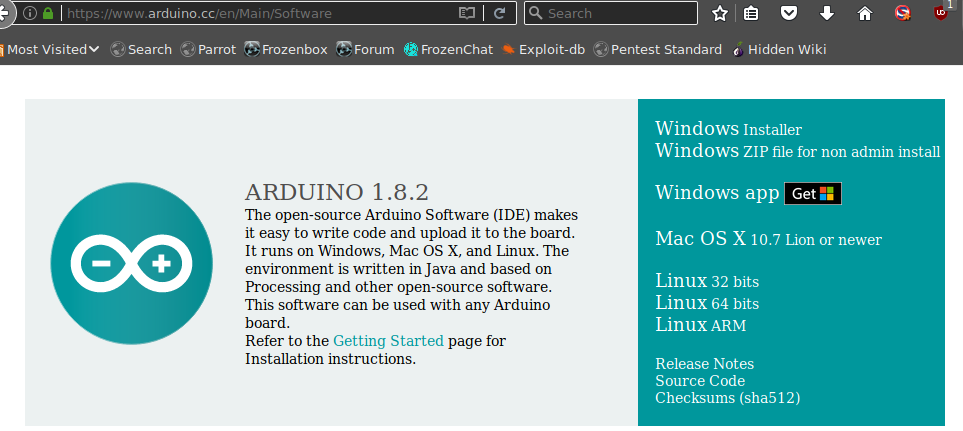 https://www.arduino.cc/en/Main/Software
Search
1
Most Visited Search Parrot Frozenbox Forum FrozenChat Exploit-db Pentest Standard Hidden Wiki
ARDUINO 1.8.2
The open-source Arduino Software (IDE) makes
it easy to write code and upload it to the board.
It runs on Windows, Mac OS X, and Linux. The
environment is written in Java and based on
Processing and other open-source software.
This software can be used with any Arduino
board.
Refer to the Getting Started page for
Installation instructions.
Windows Installer
Windows ZIP file for non admin install
Windows app Get
Mac OS X 10.7 Lion or newer
Linux 32 bits
Linux 64 bits
Linux ARM
Release Notes
Source Code
Checksums (sha512)